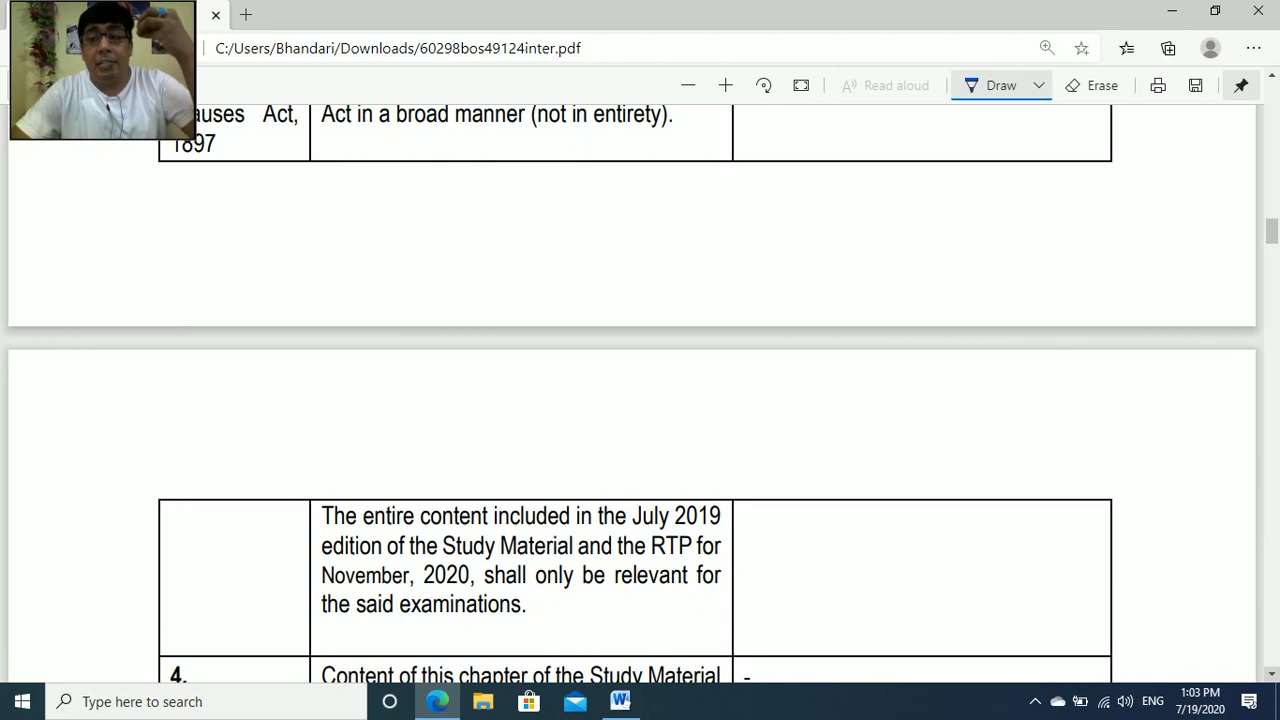 C:/Users/Bhandari/Downloads/60298bos49124inter.pdf
Read aloud
Draw
Erase
Act,
Act in a broad manner (not in entirety).
1897
The entire content included in the July 2019
edition of the Study Material and the RTP for
November, 2020, shall only be relevant for
the said examinations.
4.
Content of this chapter of the Study Material
-
Type here to search
ENG
1:03 PM
7/19/2020